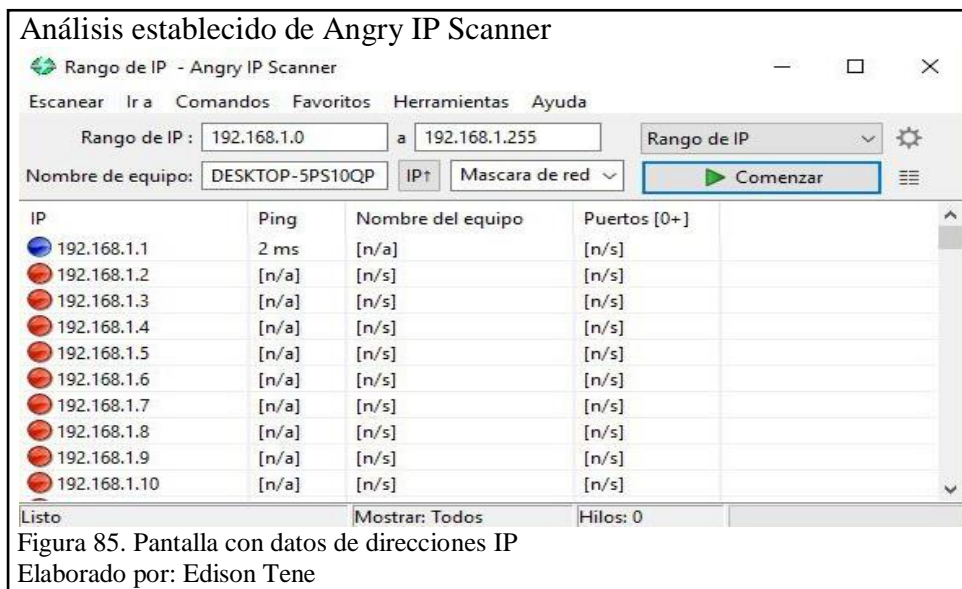 Análisis establecido de Angry IP Scanner
Rango de IP - Angry IP Scanner
Escanear Ir a Comandos Favoritos Herramientas Ayuda
Rango de IP : 192.168.1.0 a 192.168.1.255 Rango de IP
Nombre de equipo: DESKTOP-5PS10QP IP↑ Mascara de red Comenzar
IP Ping Nombre del equipo Puertos [0+]
192.168.1.1 2 ms [n/a] [n/s]
192.168.1.2 [n/a] [n/s] [n/s]
192.168.1.3 [n/a] [n/s] [n/s]
192.168.1.4 [n/a] [n/s] [n/s]
192.168.1.5 [n/a] [n/s] [n/s]
192.168.1.6 [n/a] [n/s] [n/s]
192.168.1.7 [n/a] [n/s] [n/s]
192.168.1.8 [n/a] [n/s] [n/s]
192.168.1.9 [n/a] [n/s] [n/s]
192.168.1.10 [n/a] [n/s] [n/s]
Listo Mostrar: Todos Hilos: 0
Figura 85. Pantalla con datos de direcciones IP
Elaborado por: Edison Tene